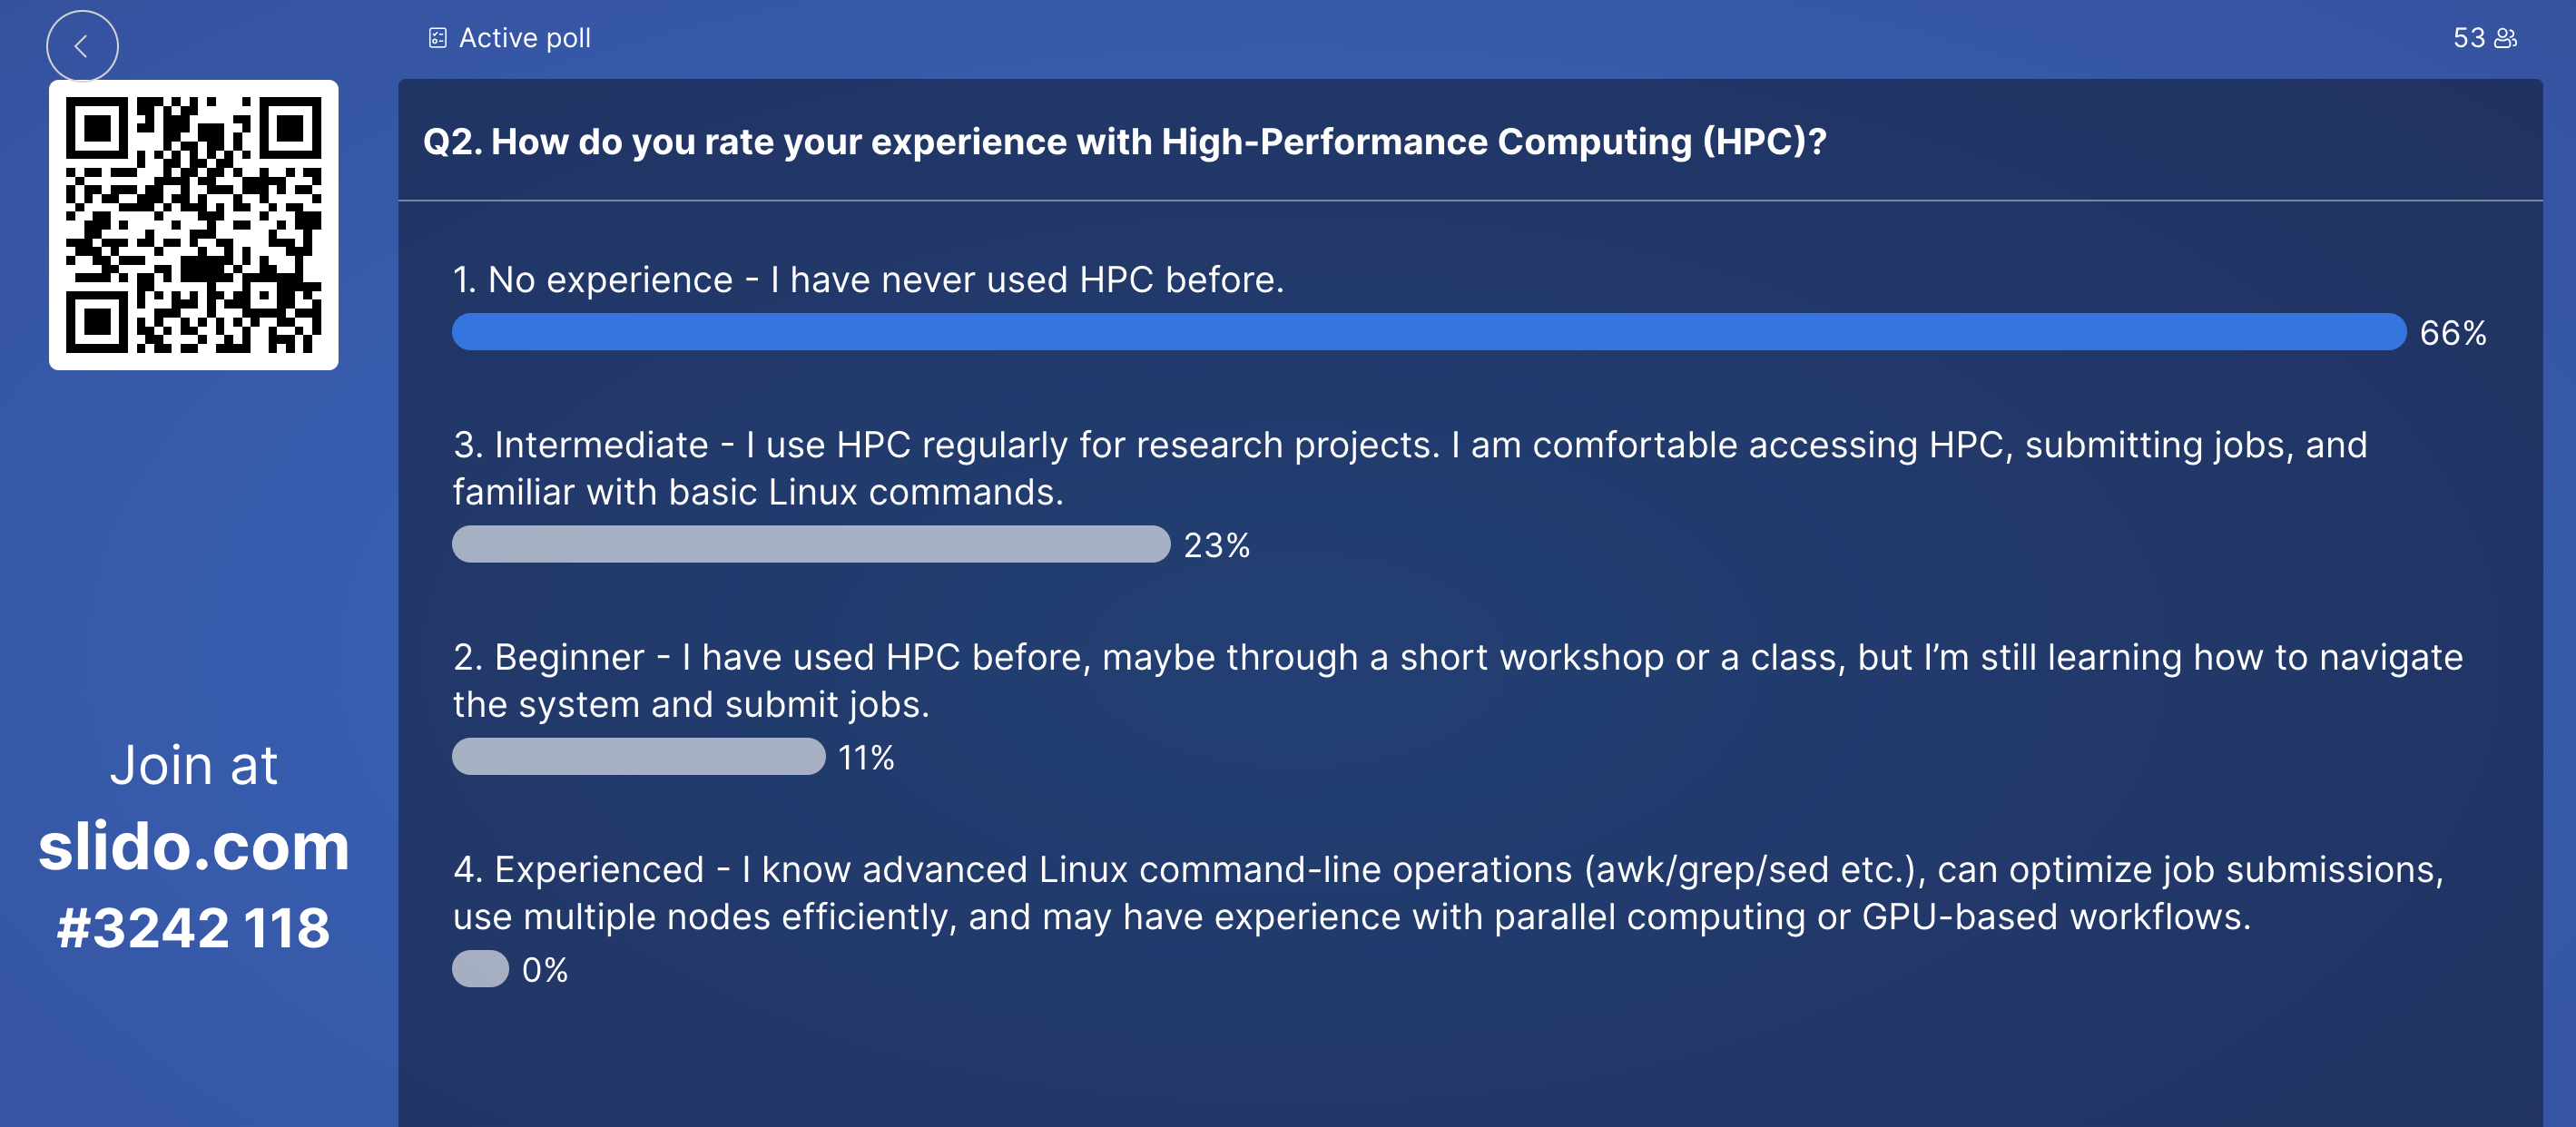 Active poll
53
Q2. How do you rate your experience with High-Performance Computing (HPC)?
1. No experience - I have never used HPC before.
66%
3. Intermediate - I use HPC regularly for research projects. I am comfortable accessing HPC, submitting jobs, and
familiar with basic Linux commands.
23%
2. Beginner - I have used HPC before, maybe through a short workshop or a class, but I’m still learning how to navigate
the system and submit jobs.
11%
4. Experienced - I know advanced Linux command-line operations (awk/grep/sed etc.), can optimize job submissions,
use multiple nodes efficiently, and may have experience with parallel computing or GPU-based workflows.
0%
Join at
slido.com
#3242 118